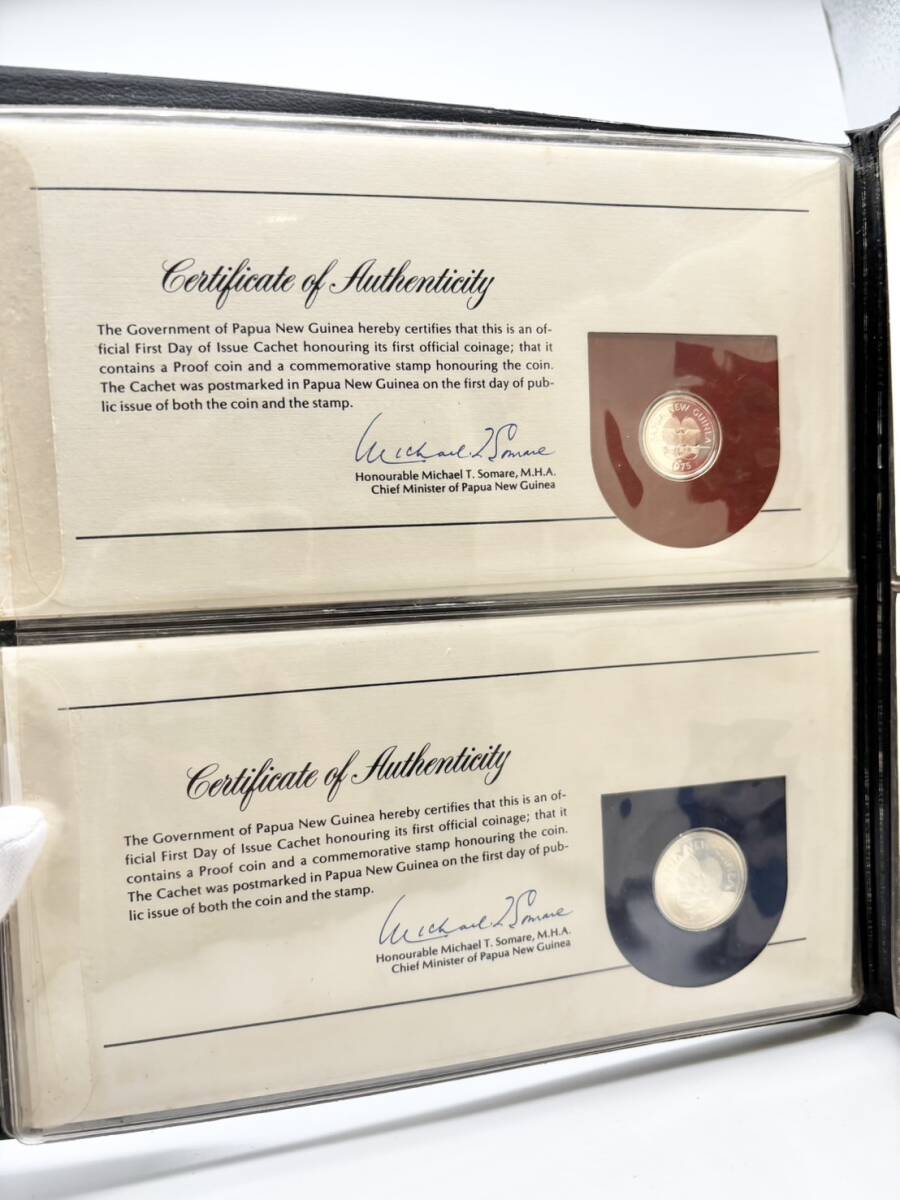 Certificate of Authenticity
The Government of Papua New Guinea hereby certifies that this is an of-
ficial First Day of Issue Cachet honouring its first official coinage; that it
contains a Proof coin and a commemorative stamp honouring the coin.
The Cachet was postmarked in Papua New Guinea on the first day of pub-
lic issue of both the coin and the stamp.
Michael T Somare
Honourable Michael T. Somare, M.H.A.
Chief Minister of Papua New Guinea
NEW GUINEA
1975
Certificate of Authenticity
The Government of Papua New Guinea hereby certifies that this is an of-
ficial First Day of Issue Cachet honouring its first official coinage; that it
contains a Proof coin and a commemorative stamp honouring the coin.
The Cachet was postmarked in Papua New Guinea on the first day of pub-
lic issue of both the coin and the stamp.
Michael T Somare
Honourable Michael T. Somare, M.H.A.
Chief Minister of Papua New Guinea